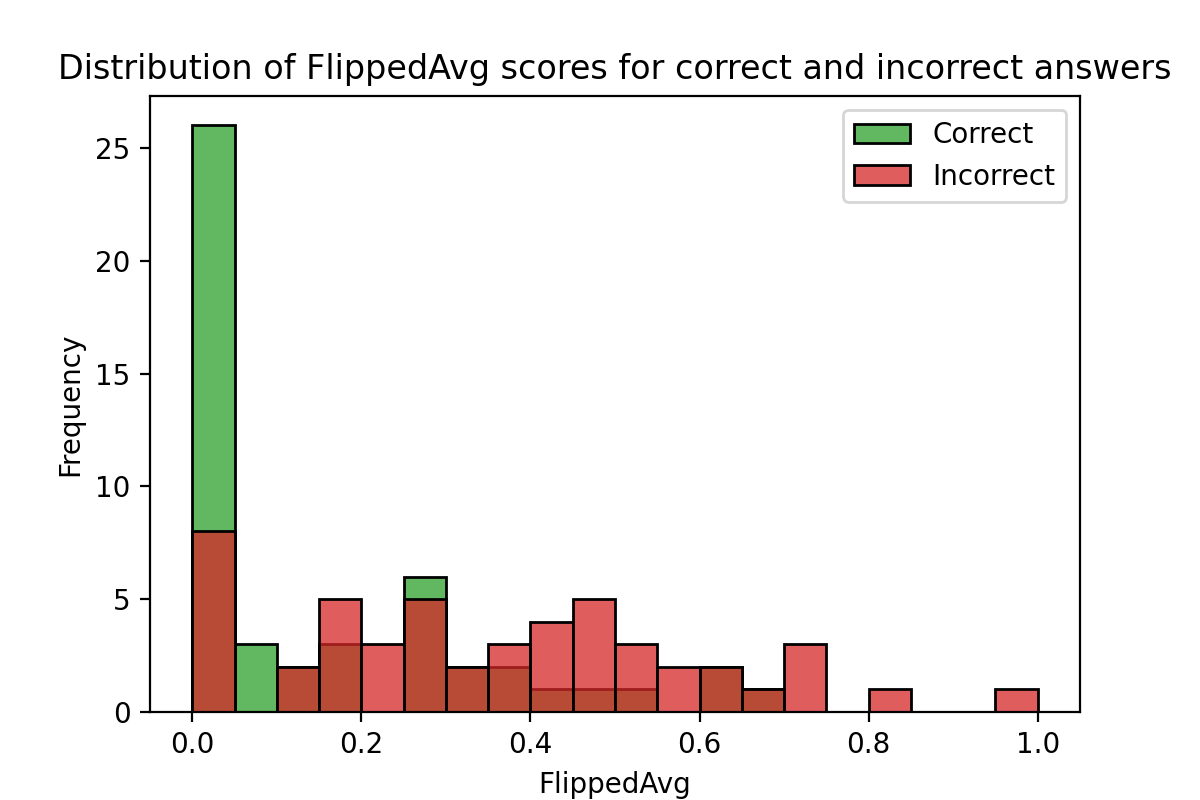 Distribution of FlippedAvg scores for correct and incorrect answers
Correct
Incorrect
25
20
15
10
5
0
Frequency
0.0 0.2 0.4 0.6 0.8 1.0
FlippedAvg